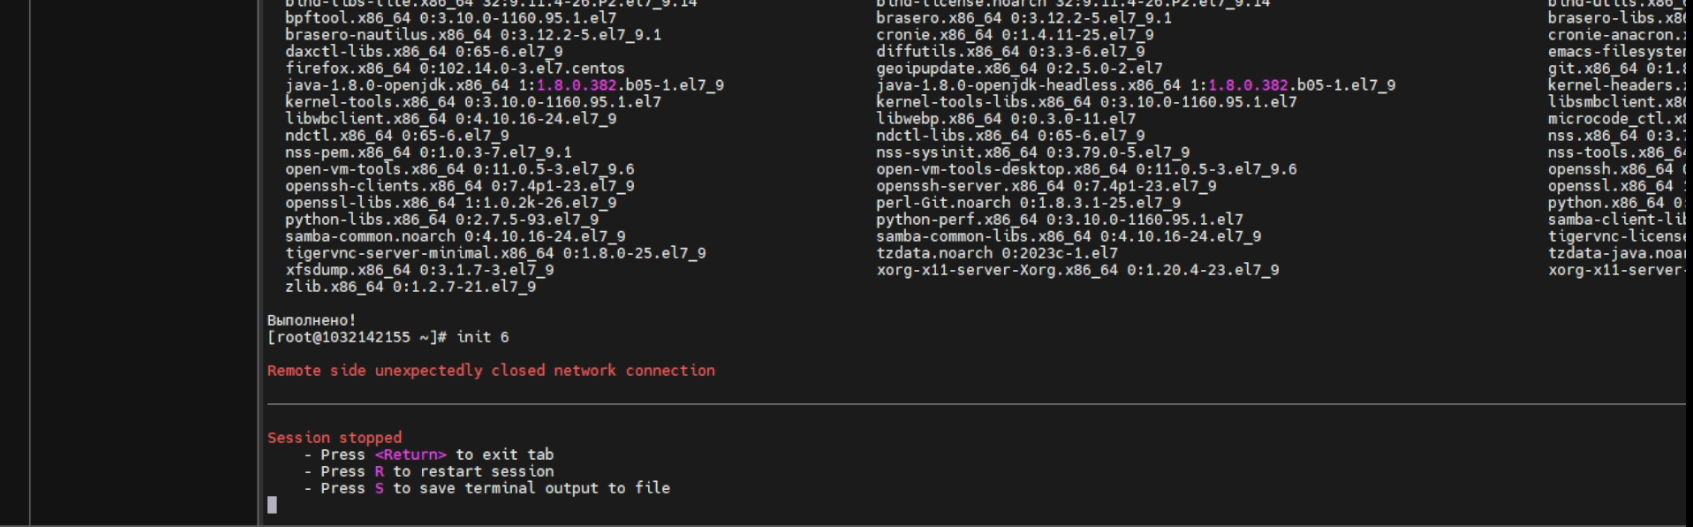 bind-libs-lite.x86_64 32:9.11.4-26.P2.el7_9.14 bind-license.noarch 32:9.11.4-26.P2.el7_9.14 bind-utils.x86_6
bpftool.x86_64 0:3.10.0-1160.95.1.el7 brasero.x86_64 0:3.12.2-5.el7_9.1 brasero-libs.x86
brasero-nautilus.x86_64 0:3.12.2-5.el7_9.1 cronie.x86_64 0:1.4.11-25.el7_9 cronie-anacron.x
daxctl-libs.x86_64 0:65-6.el7_9 diffutils.x86_64 0:3.3-6.el7_9 emacs-filesystem
firefox.x86_64 0:102.14.0-3.el7.centos geoipupdate.x86_64 0:2.5.0-2.el7 git.x86_64 0:1.8
java-1.8.0-openjdk.x86_64 1:1.8.0.382.b05-1.el7_9 java-1.8.0-openjdk-headless.x86_64 1:1.8.0.382.b05-1.el7_9 kernel-headers.
kernel-tools.x86_64 0:3.10.0-1160.95.1.el7 kernel-tools-libs.x86_64 0:3.10.0-1160.95.1.el7 libsmbclient.x86
libwbclient.x86_64 0:4.10.16-24.el7_9 libwebp.x86_64 0:0.3.0-11.el7 microcode_ctl.x8
ndctl.x86_64 0:65-6.el7_9 ndctl-libs.x86_64 0:65-6.el7_9 nss.x86_64 0:3.7
nss-pem.x86_64 0:1.0.3-7.el7_9.1 nss-sysinit.x86_64 0:3.79.0-5.el7_9 nss-tools.x86_64
open-vm-tools.x86_64 0:11.0.5-3.el7_9.6 open-vm-tools-desktop.x86_64 0:11.0.5-3.el7_9.6 openssh.x86_64 0
openssh-clients.x86_64 0:7.4p1-23.el7_9 openssh-server.x86_64 0:7.4p1-23.el7_9 openssl.x86_64 1
openssl-libs.x86_64 1:1.0.2k-26.el7_9 perl-Git.noarch 0:1.8.3.1-25.el7_9 python.x86_64 0:
python-libs.x86_64 0:2.7.5-93.el7_9 python-perf.x86_64 0:3.10.0-1160.95.1.el7 samba-client-lib
samba-common.noarch 0:4.10.16-24.el7_9 samba-common-libs.x86_64 0:4.10.16-24.el7_9 tigervnc-license
tigervnc-server-minimal.x86_64 0:1.8.0-25.el7_9 tzdata.noarch 0:2023c-1.el7 tzdata-java.noar
xfsdump.x86_64 0:3.1.7-3.el7_9 xorg-x11-server-Xorg.x86_64 0:1.20.4-23.el7_9 xorg-x11-server-
zlib.x86_64 0:1.2.7-21.el7_9
Выполнено!
[root@1032142155 ~]# init 6
Remote side unexpectedly closed network connection
Session stopped
- Press <Return> to exit tab
- Press R to restart session
- Press S to save terminal output to file